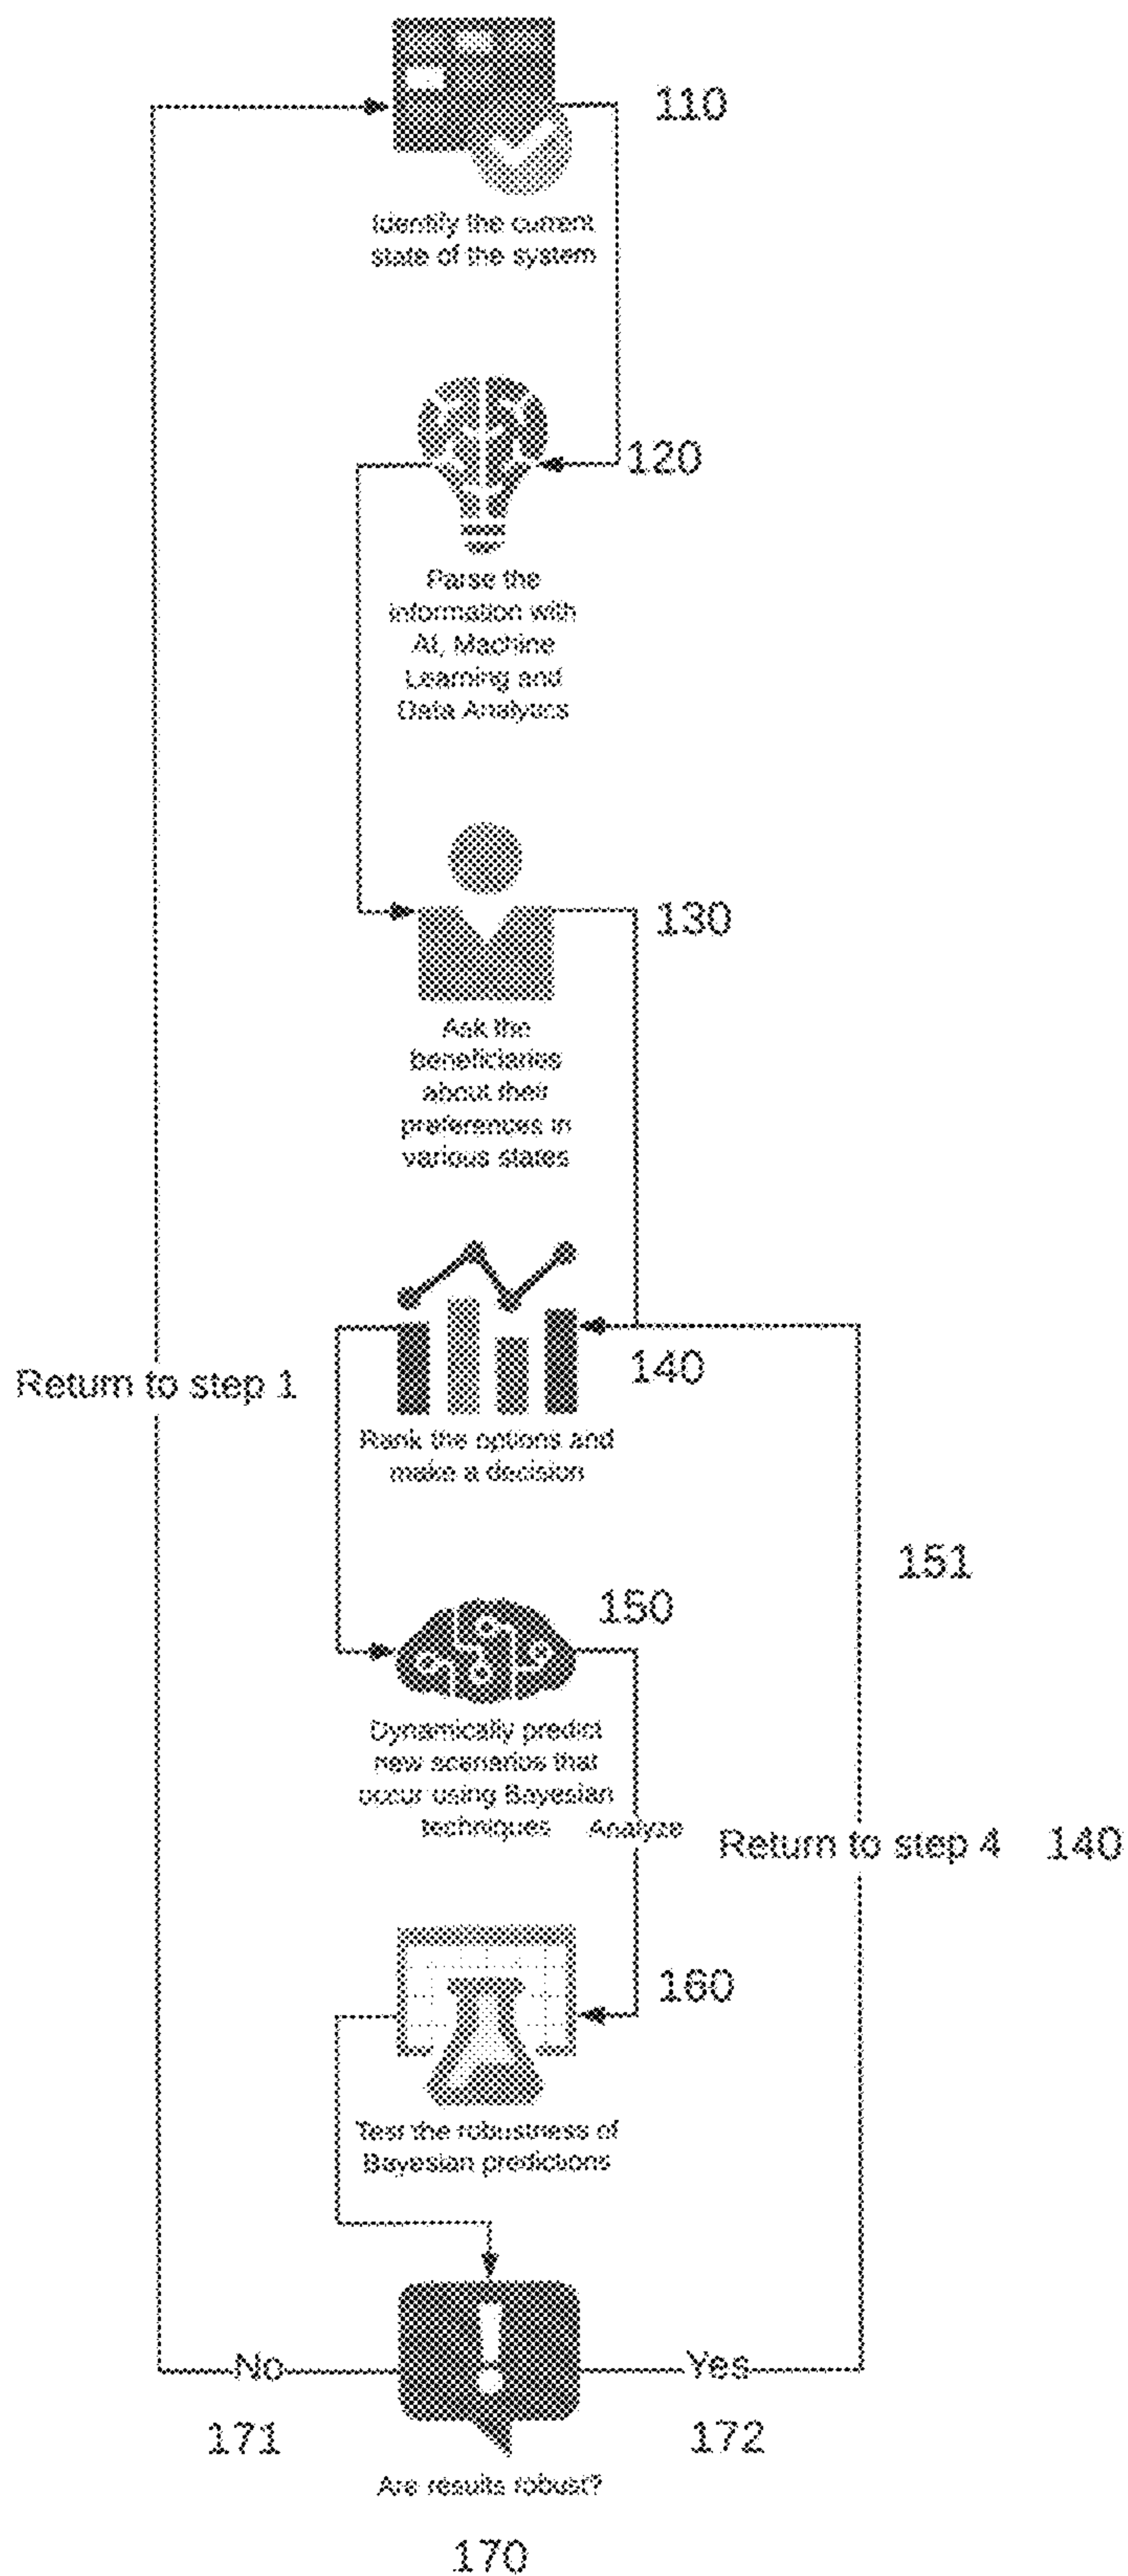 110
Identify the current
state of the system
120
Parse the
information with
AI, Machine
Learning and
Data Analytics
130
Ask the
beneficiaries
about their
preferences in
various states
140
Return to step 1
Rank the options and
make a decision
151
150
Dynamically predict
new scenarios that
occur using Bayesian
techniques
Analyze
Return to step 4 140
160
Test the robustness of
Bayesian predictions
No
Yes
171
172
Are results robust?
170